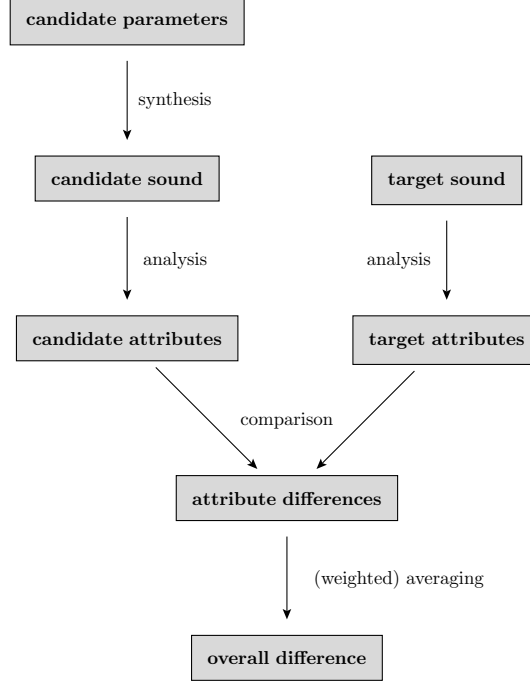 candidate parameters
synthesis
candidate sound
target sound
analysis
analysis
candidate attributes
target attributes
comparison
attribute differences
(weighted) averaging
overall difference